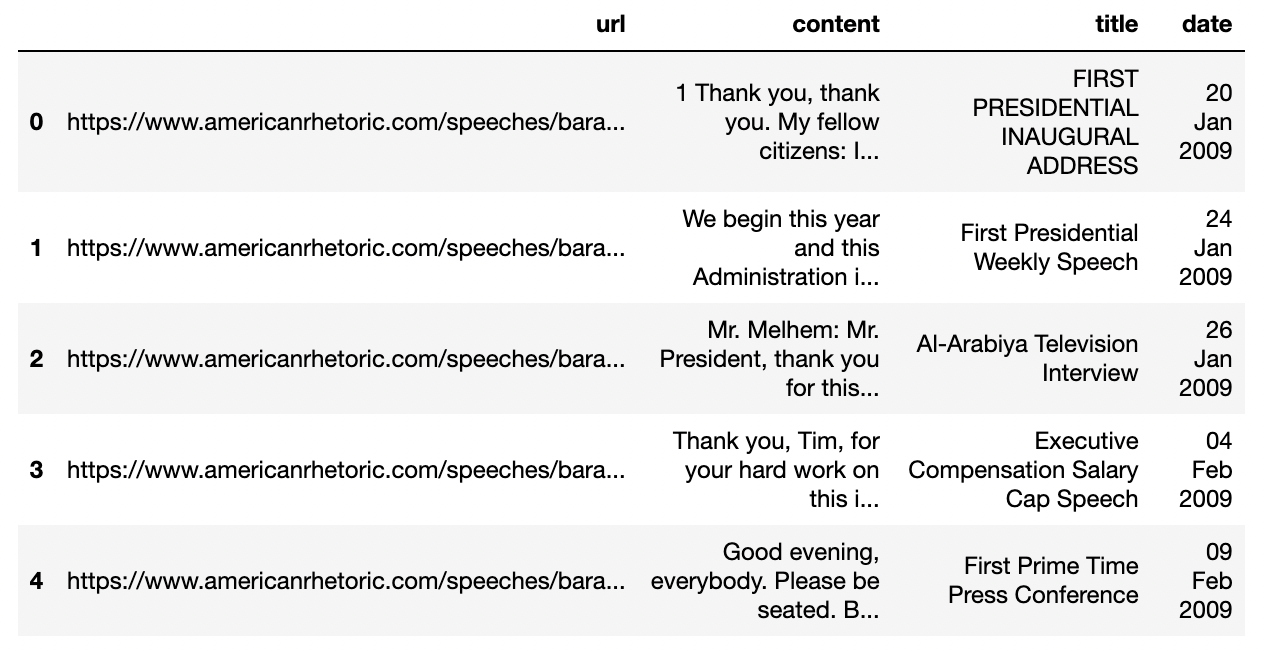 url content title date
0 https://www.americanrhetoric.com/speeches/bara... 1 Thank you, thank you. My fellow citizens: I... FIRST PRESIDENTIAL INAUGURAL ADDRESS 20 Jan 2009
1 https://www.americanrhetoric.com/speeches/bara... We begin this year and this Administration i... First Presidential Weekly Speech 24 Jan 2009
2 https://www.americanrhetoric.com/speeches/bara... Mr. Melhem: Mr. President, thank you for this... Al-Arabiya Television Interview 26 Jan 2009
3 https://www.americanrhetoric.com/speeches/bara... Thank you, Tim, for your hard work on this i... Executive Compensation Salary Cap Speech 04 Feb 2009
4 https://www.americanrhetoric.com/speeches/bara... Good evening, everybody. Please be seated. B... First Prime Time Press Conference 09 Feb 2009